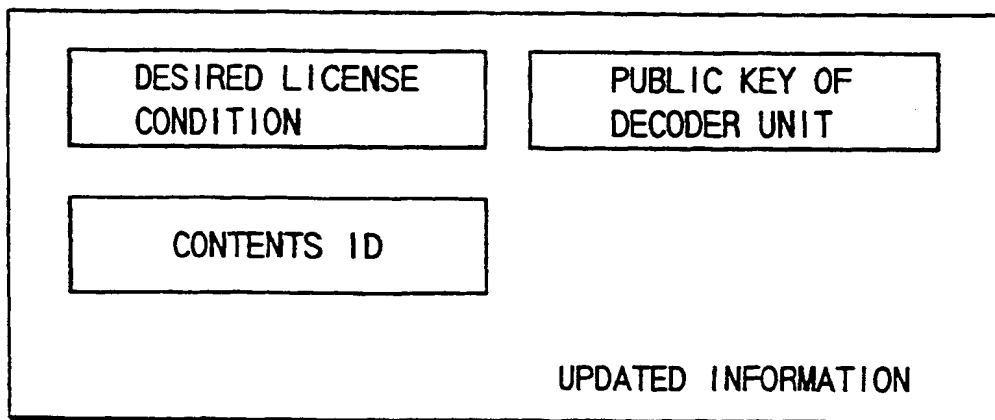 DESIRED LICENSE
CONDITION
PUBLIC KEY OF
DECODER UNIT
CONTENTS ID
UPDATED INFORMATION